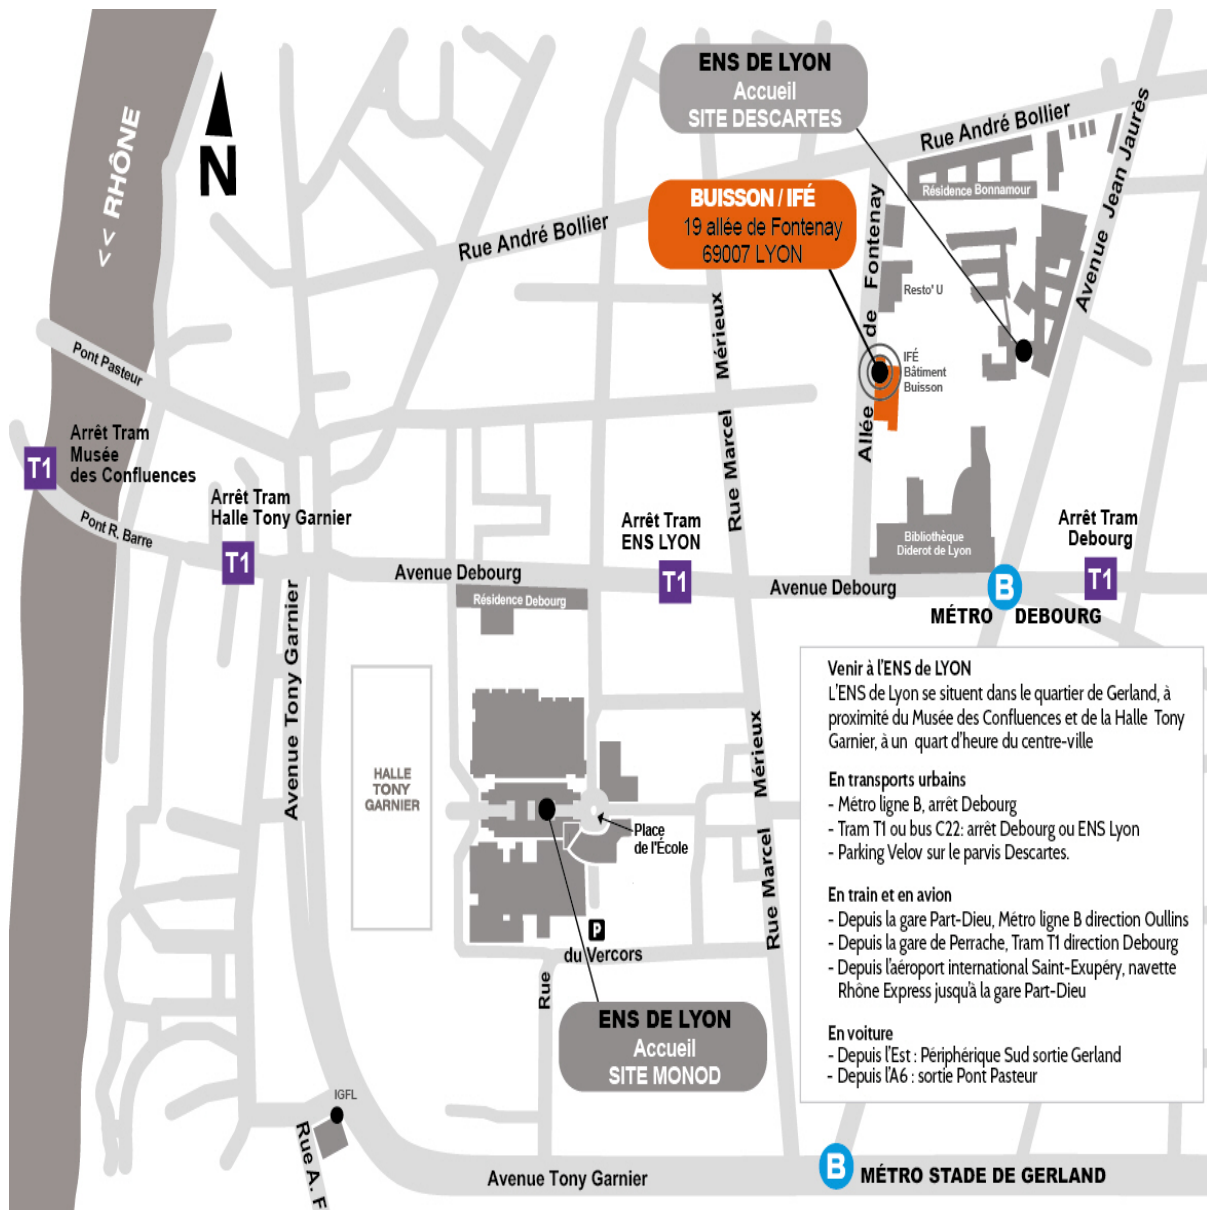 ENS DE LYON
Accueil
SITE DESCARTES
Rue André Bollier
Avenue Jean Jaurès
<< RHÔNE
N
Résidence Bonnamour
BUISSON / IFÉ
19 allée de Fontenay
69007 LYON
Rue André Bollier
Allée de Fontenay
Resto' U
Rue Marcel Mérieux
IFÉ
Bâtiment
Buisson
Pont Pasteur
Arrêt Tram
Musée
des Confluences
T1
Arrêt Tram
Halle Tony Garnier
T1
Pont R. Barre
Arrêt Tram
ENS LYON
T1
Bibliothèque
Diderot de Lyon
Arrêt Tram
Debourg
T1
Avenue Debourg
Avenue Debourg
B
MÉTRO DEBOURG
Résidence Debourg
Avenue Tony Garnier
HALLE
TONY
GARNIER
Place
de l'École
Rue Marcel Mérieux
P
Rue du Vercors
ENS DE LYON
Accueil
SITE MONOD
IGFL
Rue A. F
Avenue Tony Garnier
B
MÉTRO STADE DE GERLAND
Venir à l'ENS de LYON
L'ENS de Lyon se situent dans le quartier de Gerland, à
proximité du Musée des Confluences et de la Halle Tony
Garnier, à un quart d'heure du centre-ville
En transports urbains
- Métro ligne B, arrêt Debourg
- Tram T1 ou bus C22: arrêt Debourg ou ENS Lyon
- Parking Velov sur le parvis Descartes.
En train et en avion
- Depuis la gare Part-Dieu, Métro ligne B direction Oullins
- Depuis la gare de Perrache, Tram T1 direction Debourg
- Depuis l'aéroport international Saint-Exupéry, navette
Rhône Express jusqu'à la gare Part-Dieu
En voiture
- Depuis l'Est : Périphérique Sud sortie Gerland
- Depuis l'A6 : sortie Pont Pasteur